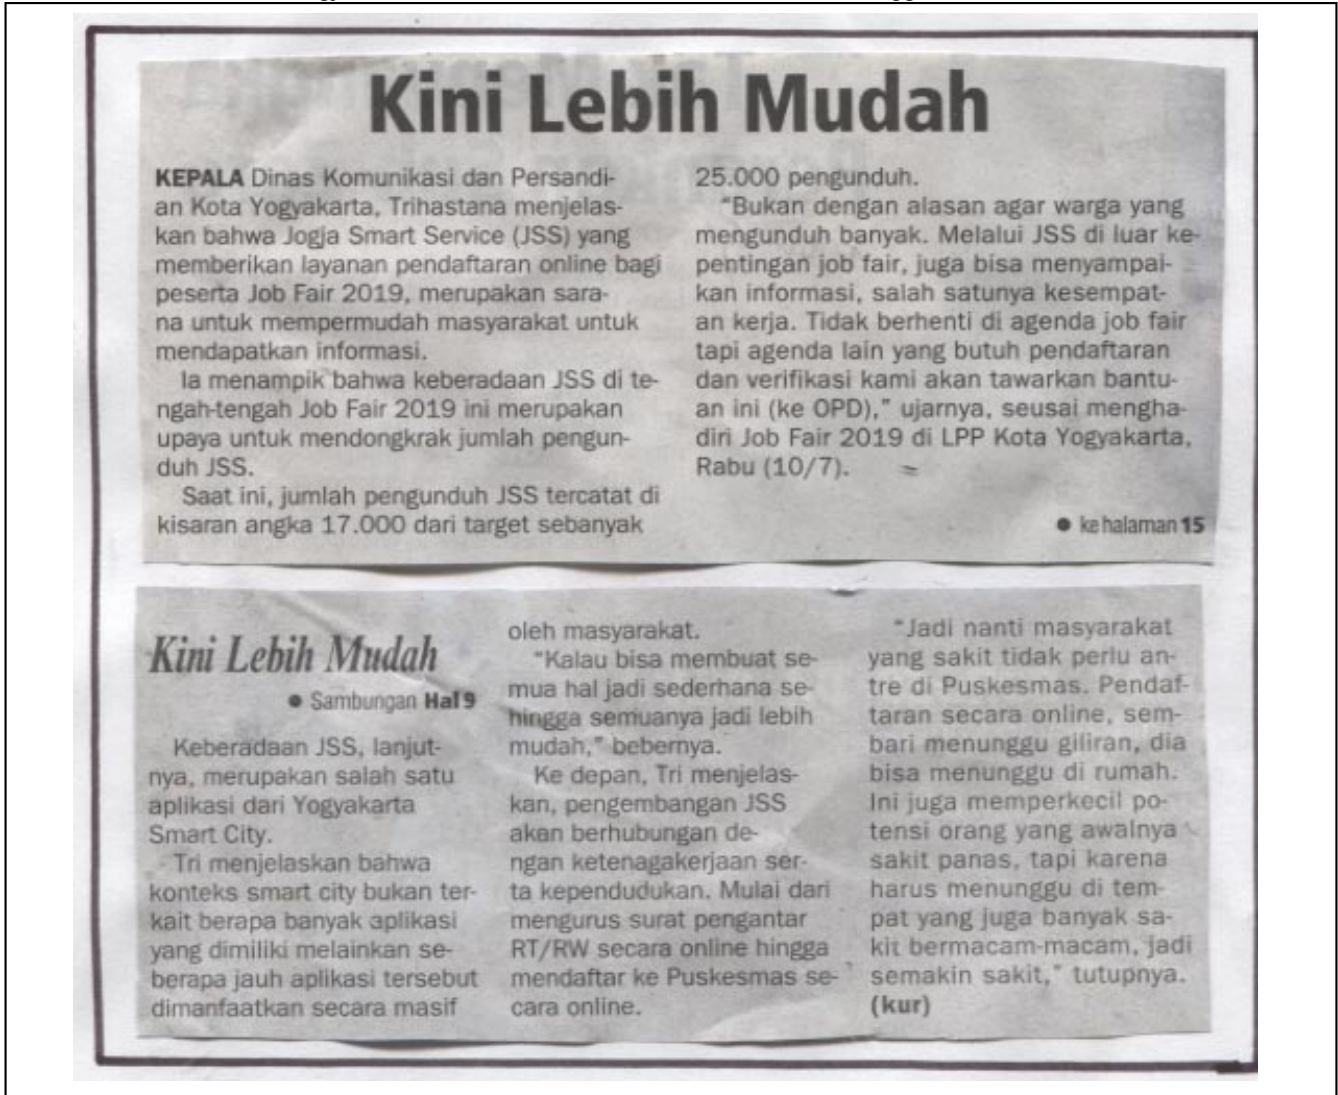 Kini Lebih Mudah
KEPALA Dinas Komunikasi dan Persandi-
an Kota Yogyakarta, Trihastana menjelas-
kan bahwa Jogja Smart Service (JSS) yang
memberikan layanan pendaftaran online bagi
peserta Job Fair 2019, merupakan sara-
na untuk mempermudah masyarakat untuk
mendapatkan informasi.
Ia menampik bahwa keberadaan JSS di te-
ngah-tengah Job Fair 2019 ini merupakan
upaya untuk mendongkrak jumlah pengun-
duh JSS.
Saat ini, jumlah pengunduh JSS tercatat di
kisaran angka 17.000 dari target sebanyak
25.000 pengunduh.
"Bukan dengan alasan agar warga yang
mengunduh banyak. Melalui JSS di luar ke-
pentingan job fair, juga bisa menyampai-
kan informasi, salah satunya kesempat-
an kerja. Tidak berhenti di agenda job fair
tapi agenda lain yang butuh pendaftaran
dan verifikasi kami akan tawarkan bantu-
an ini (ke OPD)," ujarnya, seusai mengha-
diri Job Fair 2019 di LPP Kota Yogyakarta,
Rabu (10/7).
● ke halaman 15
Kini Lebih Mudah
● Sambungan Hal 9
Keberadaan JSS, lanjut-
nya, merupakan salah satu
aplikasi dari Yogyakarta
Smart City.
Tri menjelaskan bahwa
konteks smart city bukan ter-
kait berapa banyak aplikasi
yang dimiliki melainkan se-
berapa jauh aplikasi tersebut
dimanfaatkan secara masif
oleh masyarakat.
"Kalau bisa membuat se-
mua hal jadi sederhana se-
hingga semuanya jadi lebih
mudah," bebernya.
Ke depan, Tri menjelas-
kan, pengembangan JSS
akan berhubungan de-
ngan ketenagakerjaan ser-
ta kependudukan. Mulai dari
mengurus surat pengantar
RT/RW secara online hingga
mendaftar ke Puskesmas se-
cara online.
"Jadi nanti masyarakat
yang sakit tidak perlu an-
tre di Puskesmas. Pendaf-
taran secara online, sem-
bari menunggu giliran, dia
bisa menunggu di rumah.
Ini juga memperkecil po-
tensi orang yang awalnya
sakit panas, tapi karena
harus menunggu di tem-
pat yang juga banyak sa-
kit bermacam-macam, jadi
semakin sakit," tutupnya.
(kur)